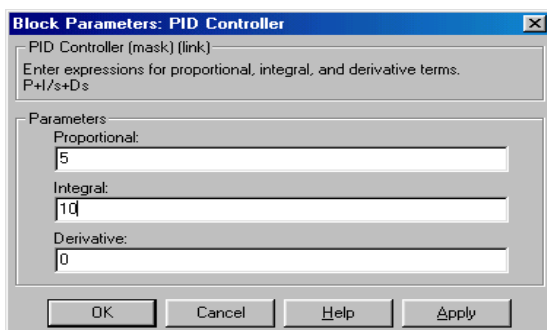 Block Parameters: PID Controller
PID Controller (mask) (link)
Enter expressions for proportional, integral, and derivative terms.
P+I/s+Ds
Parameters
Proportional:
5
Integral:
10
Derivative:
0
OK Cancel Help Apply